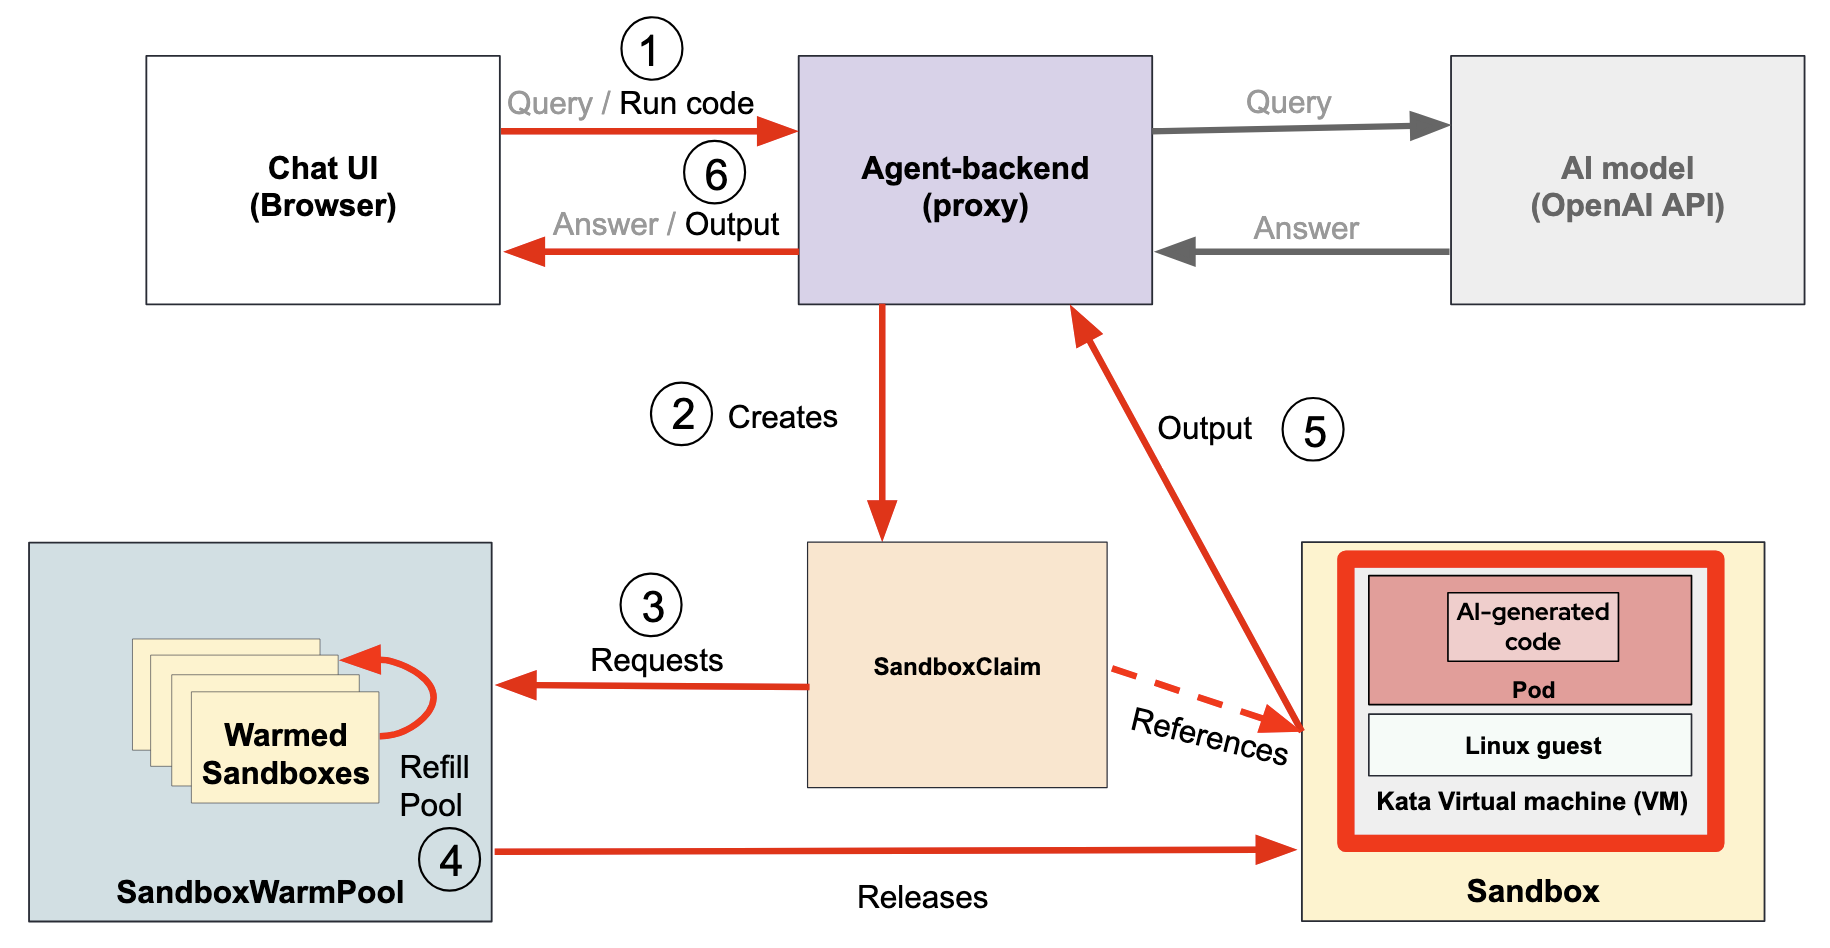 1
Query / Run code
Chat UI
(Browser)
6
Answer / Output
Agent-backend
(proxy)
Query
Answer
AI model
(OpenAI API)
2 Creates
Output 5
3
Requests
SandboxClaim
References
Warmed
Sandboxes
Refill
Pool
4
SandboxWarmPool
Releases
AI-generated
code
Pod
Linux guest
Kata Virtual machine (VM)
Sandbox